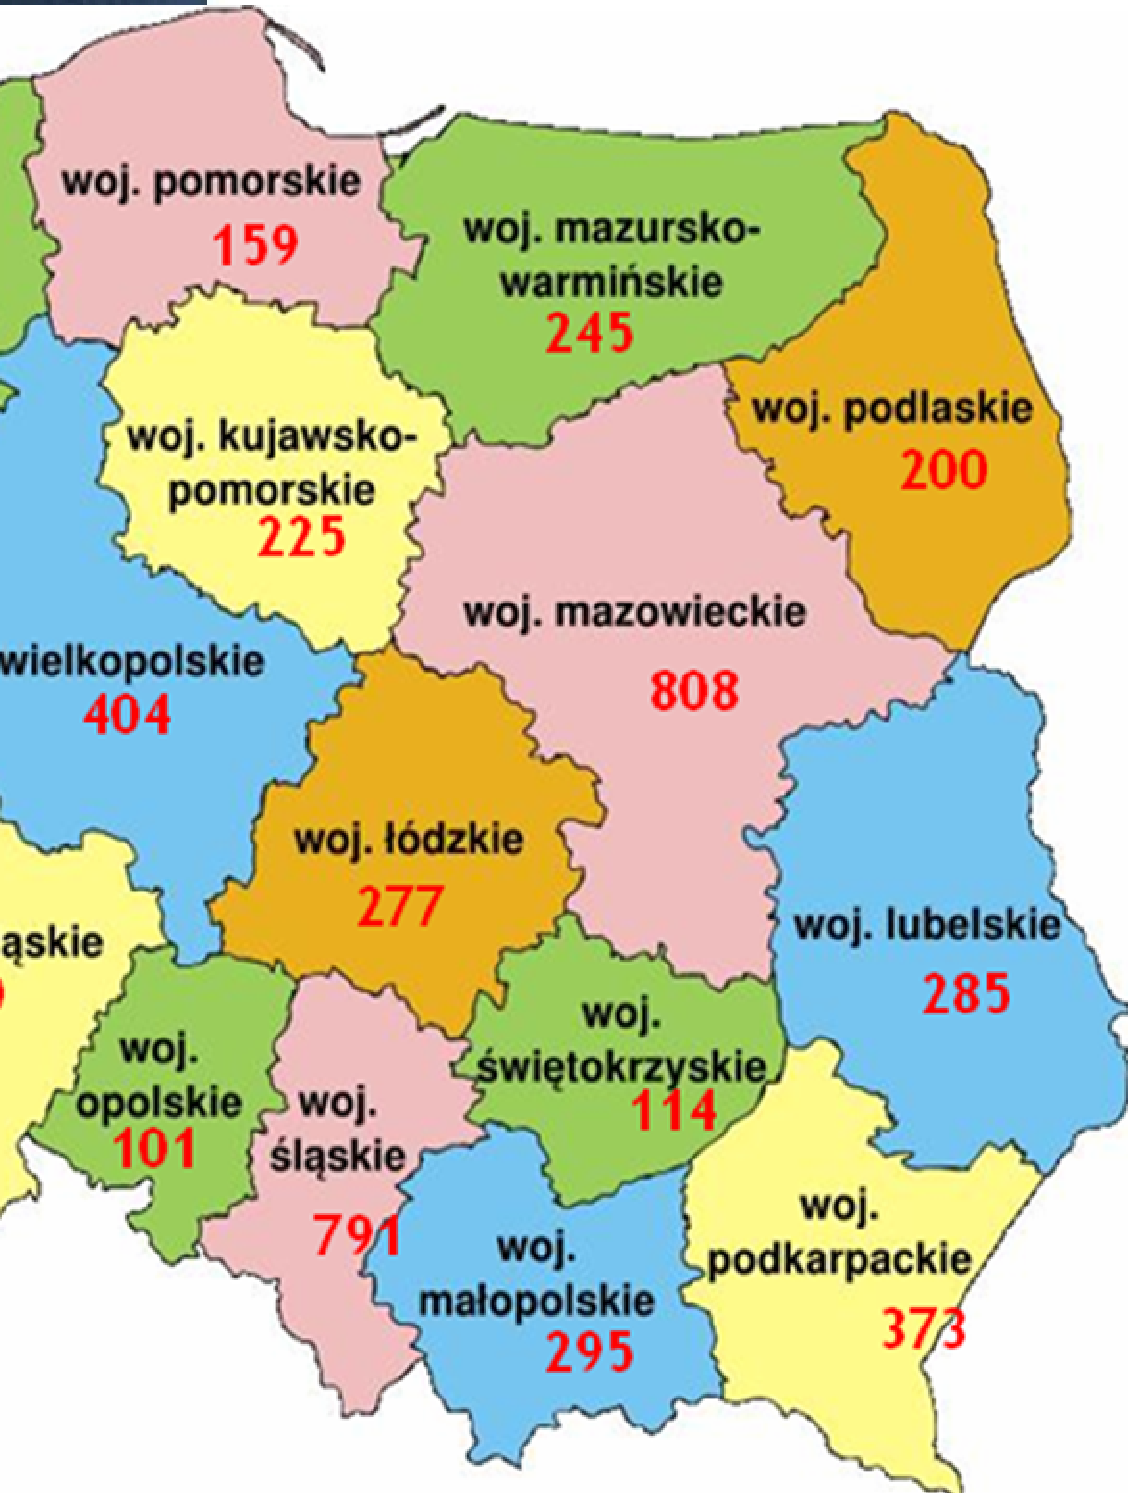 woj. pomorskie
159
woj. mazursko-
warmińskie
245
woj. podlaskie
200
woj. kujawsko-
pomorskie
225
woj. mazowieckie
808
wielkopolskie
404
woj. łódzkie
277
woj. lubelskie
285
ąskie
woj.
świętokrzyskie
114
woj.
opolskie
101
woj.
śląskie
791
woj.
małopolskie
295
woj.
podkarpackie
373